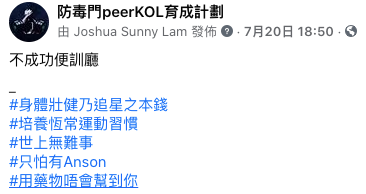 防毒門peerKOL育成計劃
由 Joshua Sunny Lam 發佈 · 7月20日 18:50 ·
不成功便訓廳
_
#身體壯健乃追星之本錢
#培養恆常運動習慣
#世上無難事
#只怕有Anson
#用藥物唔會幫到你